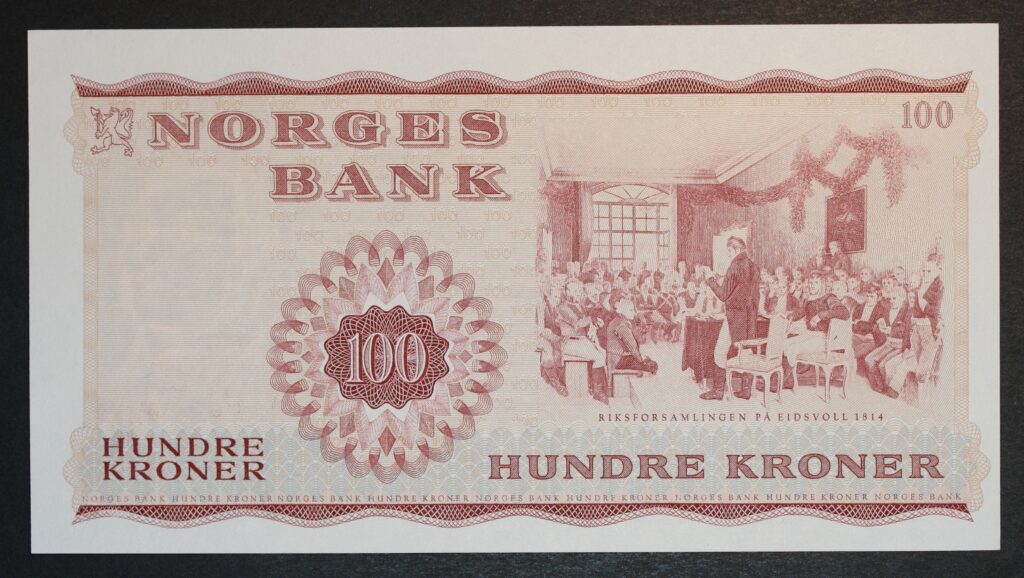 NORGES
BANK
100
100
RIKSFORSAMLINGEN PÅ EIDSVOLL 1814
HUNDRE
KRONER
HUNDRE KRONER
NORGES BANK HUNDRE KRONER NORGES BANK HUNDRE KRONER NORGES BANK HUNDRE KRONER NORGES BANK HUNDRE KRONER NORGES BANK